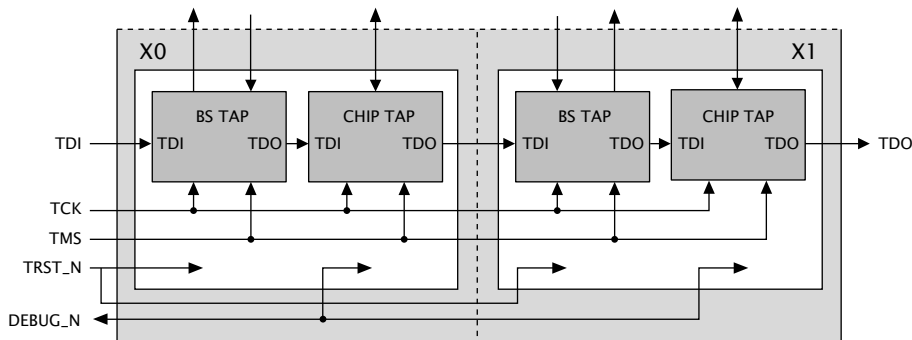 X0
X1
BS TAP
CHIP TAP
BS TAP
CHIP TAP
TDI
TDI
TDO
TDI
TDO
TDI
TDO
TDI
TDO
TDO
TCK
TMS
TRST_N
DEBUG_N